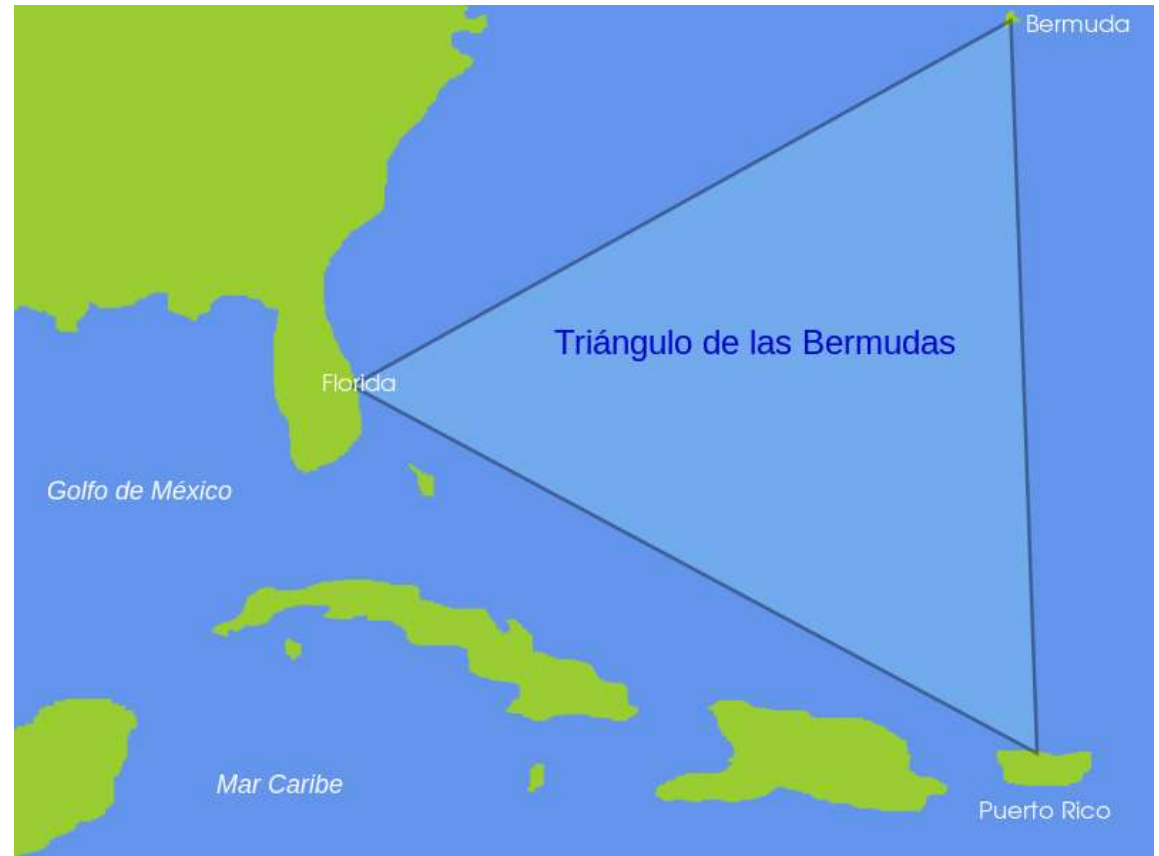 Bermuda
Triángulo de las Bermudas
Florida
Golfo de México
Mar Caribe
Puerto Rico